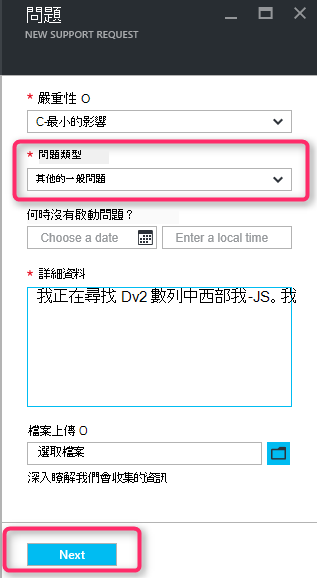 問題
NEW SUPPORT REQUEST
* 嚴重性 O
C-最小的影響
* 問題類型
其他的一般問題
何時沒有啟動問題？
Choose a date
Enter a local time
* 詳細資料
我正在尋找 Dv2 數列中西部我-JS。我
檔案上傳 O
選取檔案
深入瞭解我們會收集的資訊
Next